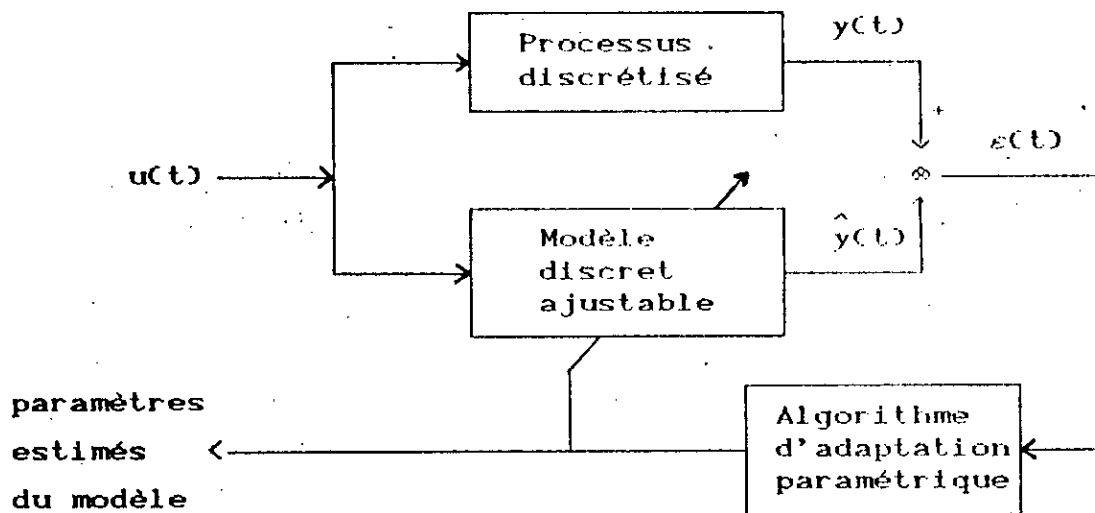 Processus
discrétisé
y(t)
+
ε(t)
u(t)
Modèle
discret
ajustable
ŷ(t)
paramètres
estimés
du modèle
Algorithme
d'adaptation
paramétrique